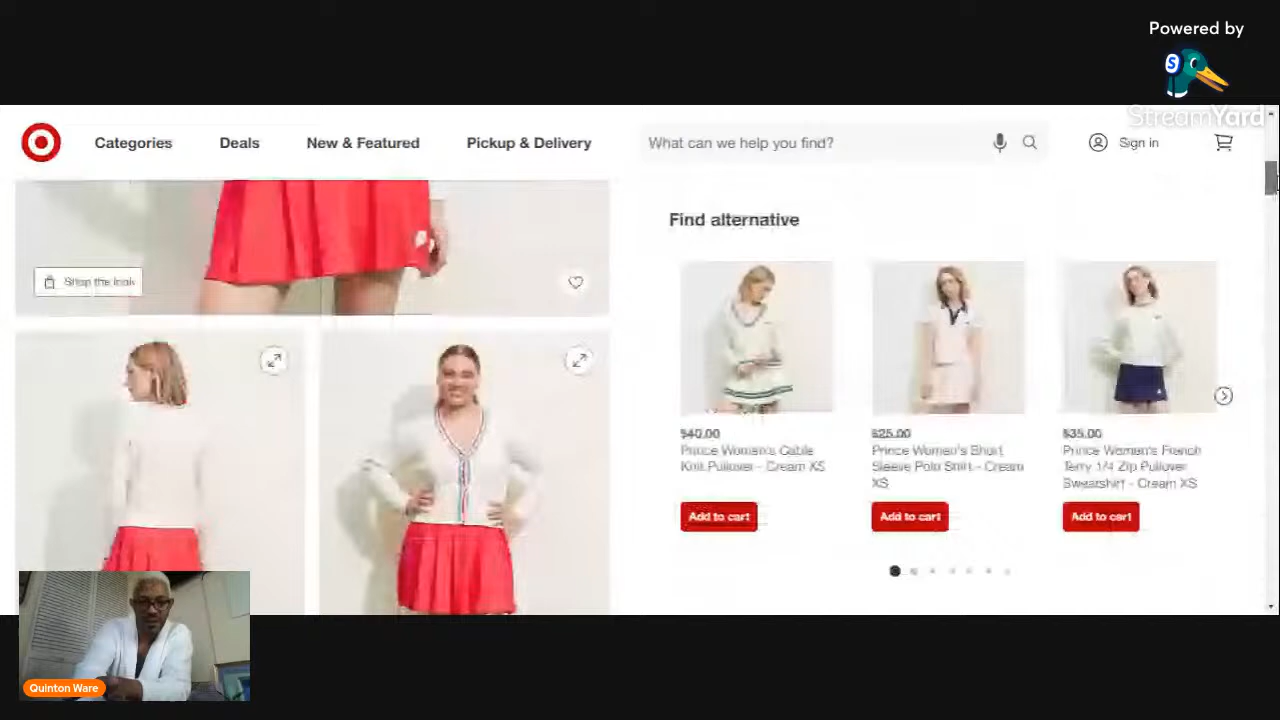 Powered by
StreamYard
Categories
Deals
New & Featured
Pickup & Delivery
What can we help you find?
Sign in
Find alternative
Shop the look
$40.00
Prince Women's Cable
Knit Pullover - Cream XS
Add to cart
$25.00
Prince Women's Short
Sleeve Polo Shirt - Cream
XS
Add to cart
$35.00
Prince Women's French
Terry 1/4 Zip Pullover
Sweatshirt - Cream XS
Add to cart
Quinton Ware